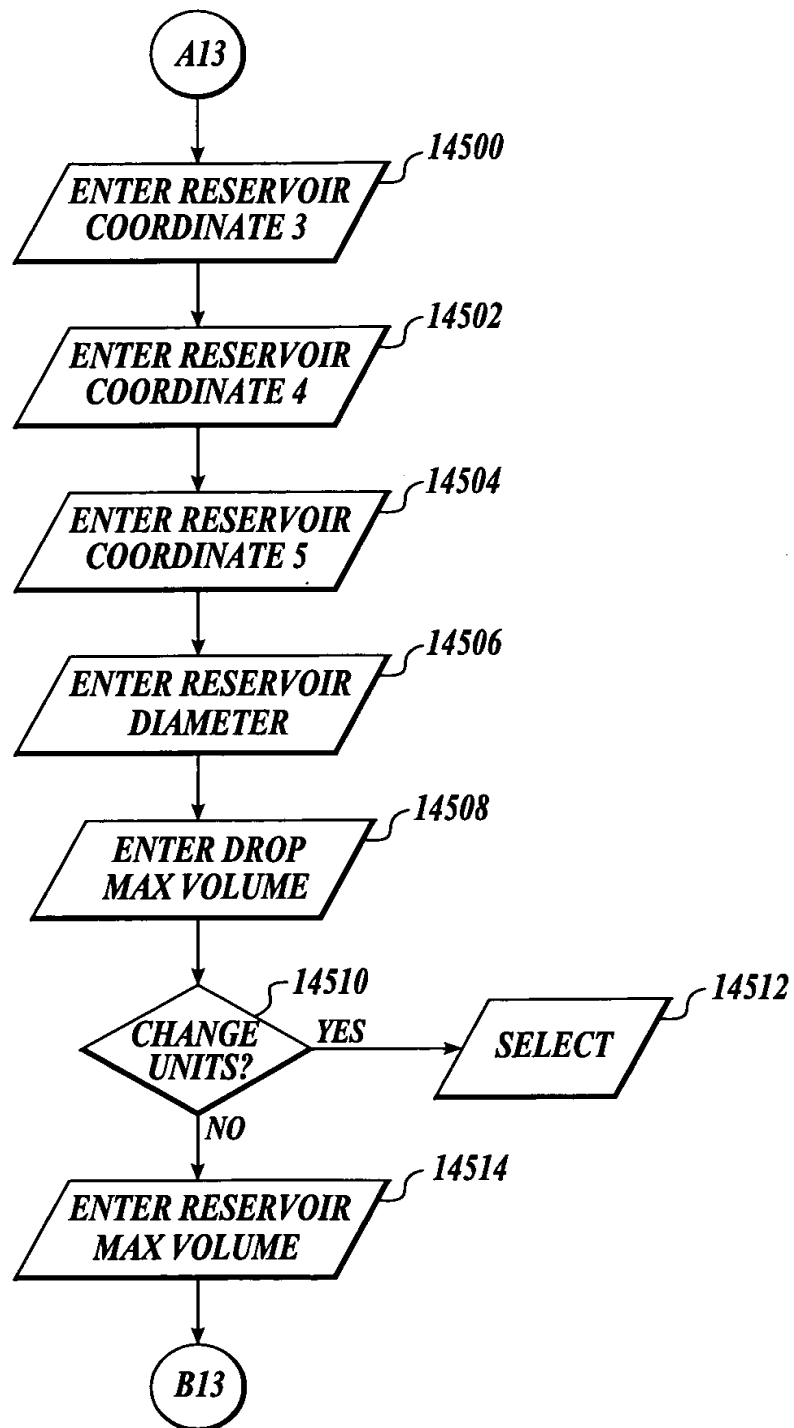 A13
14500
ENTER RESERVOIR
COORDINATE 3
14502
ENTER RESERVOIR
COORDINATE 4
14504
ENTER RESERVOIR
COORDINATE 5
14506
ENTER RESERVOIR
DIAMETER
14508
ENTER DROP
MAX VOLUME
14510
CHANGE
UNITS?
YES
14512
SELECT
NO
14514
ENTER RESERVOIR
MAX VOLUME
B13